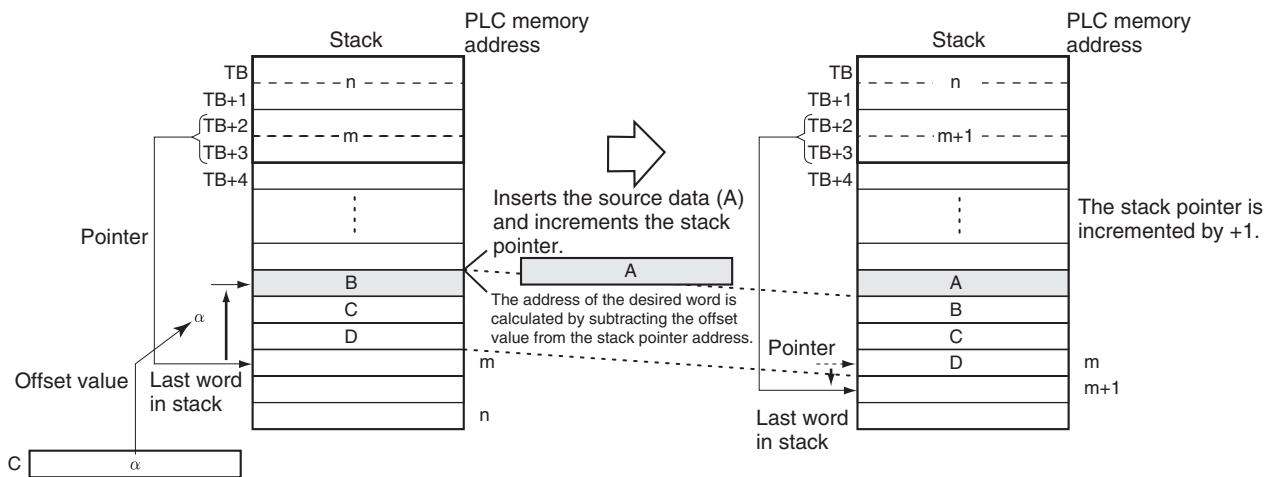 Stack
PLC memory
address
TB
TB+1
TB+2
TB+3
TB+4
n
m
Pointer
B
C
D
α
Offset value
Last word
in stack
m
n
C
α
Inserts the source data (A)
and increments the stack
pointer.
A
The address of the desired word is
calculated by subtracting the offset
value from the stack pointer address.
Stack
PLC memory
address
TB
TB+1
TB+2
TB+3
TB+4
n
m+1
The stack pointer is
incremented by +1.
A
B
C
D
Pointer
m
m+1
Last word
in stack